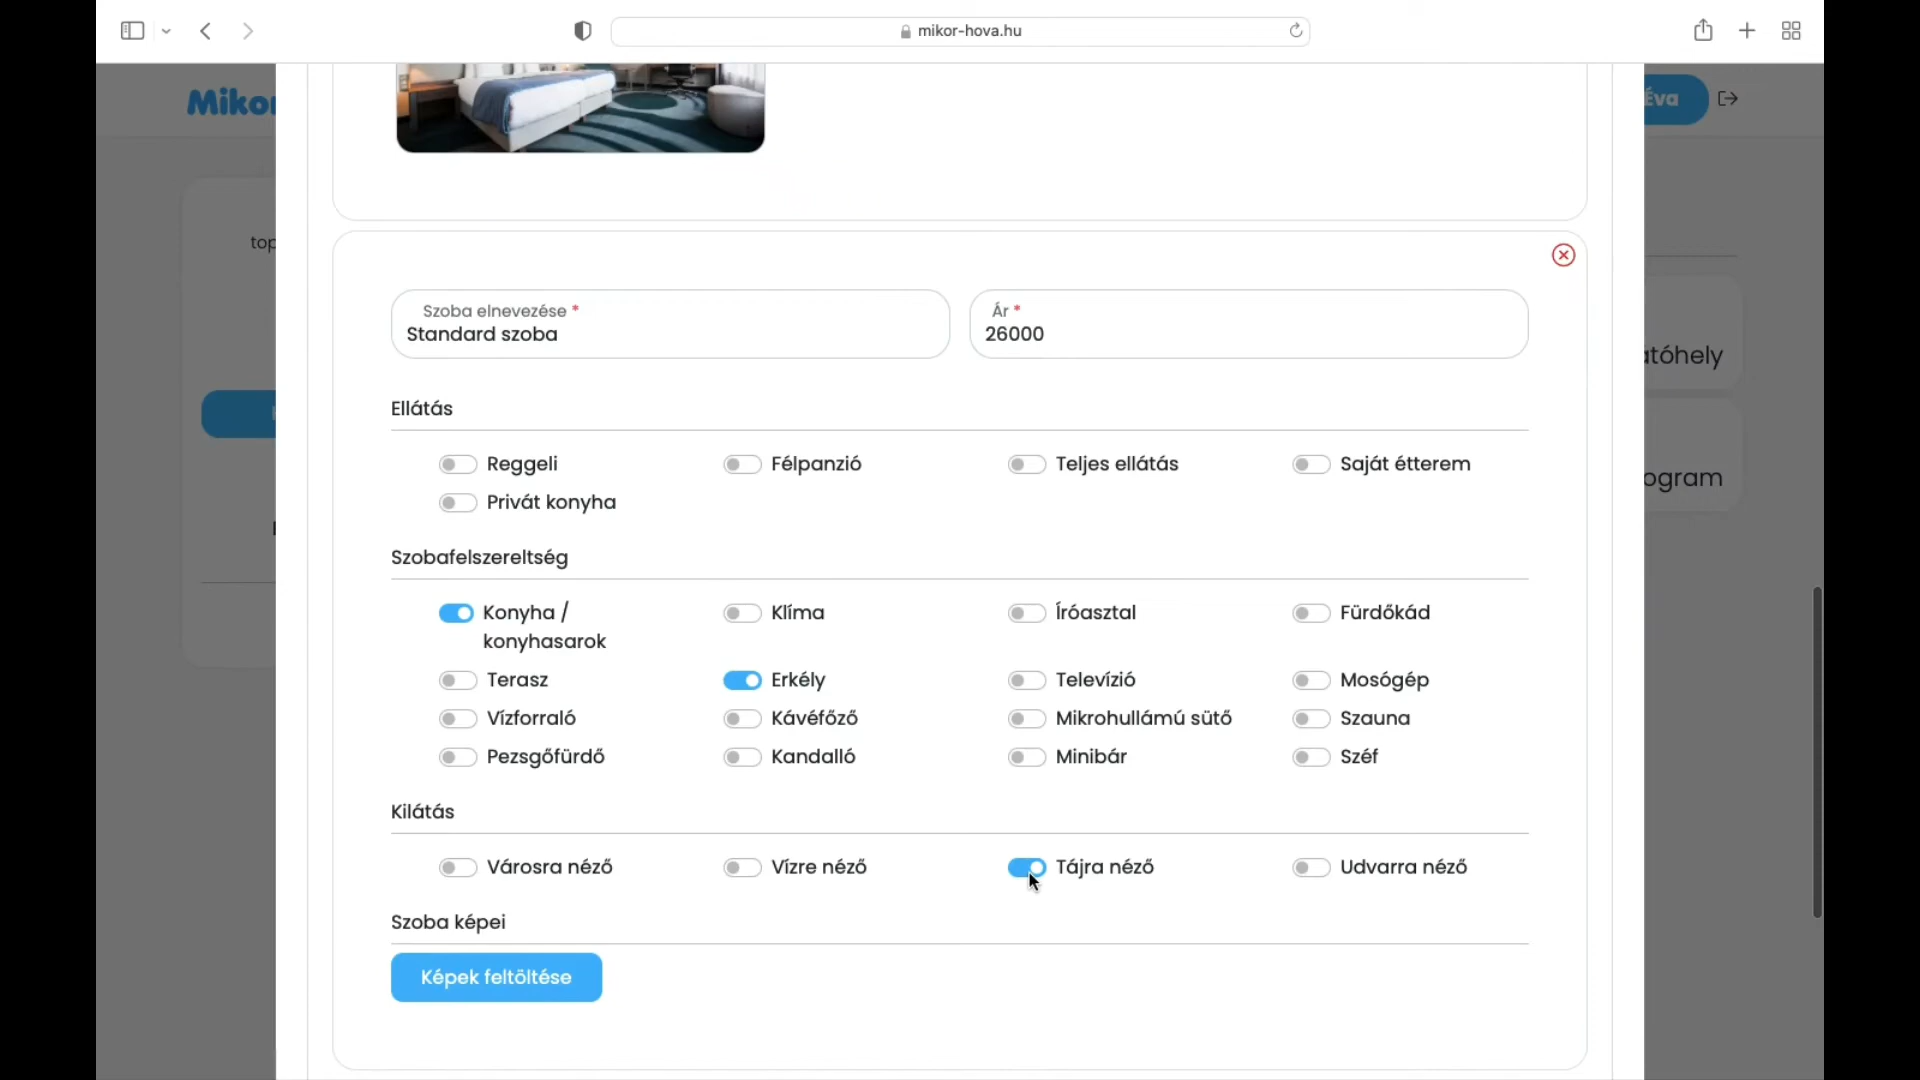 mikor-hova.hu
Mikor
Éva
top
Szoba elnevezése *
Standard szoba
Ár *
26000
Ellátás
Reggeli
Félpanzió
Teljes ellátás
Saját étterem
Privát konyha
Szobafelszereltség
Konyha /
konyhasarok
Klíma
Íróasztal
Fürdőkád
Terasz
Erkély
Televízió
Mosógép
Vízforraló
Kávéfőző
Mikrohullámú sütő
Szauna
Pezsgőfürdő
Kandalló
Minibár
Széf
Kilátás
Városra néző
Vízre néző
Tájra néző
Udvarra néző
Szoba képei
Képek feltöltése
tóhely
ogram